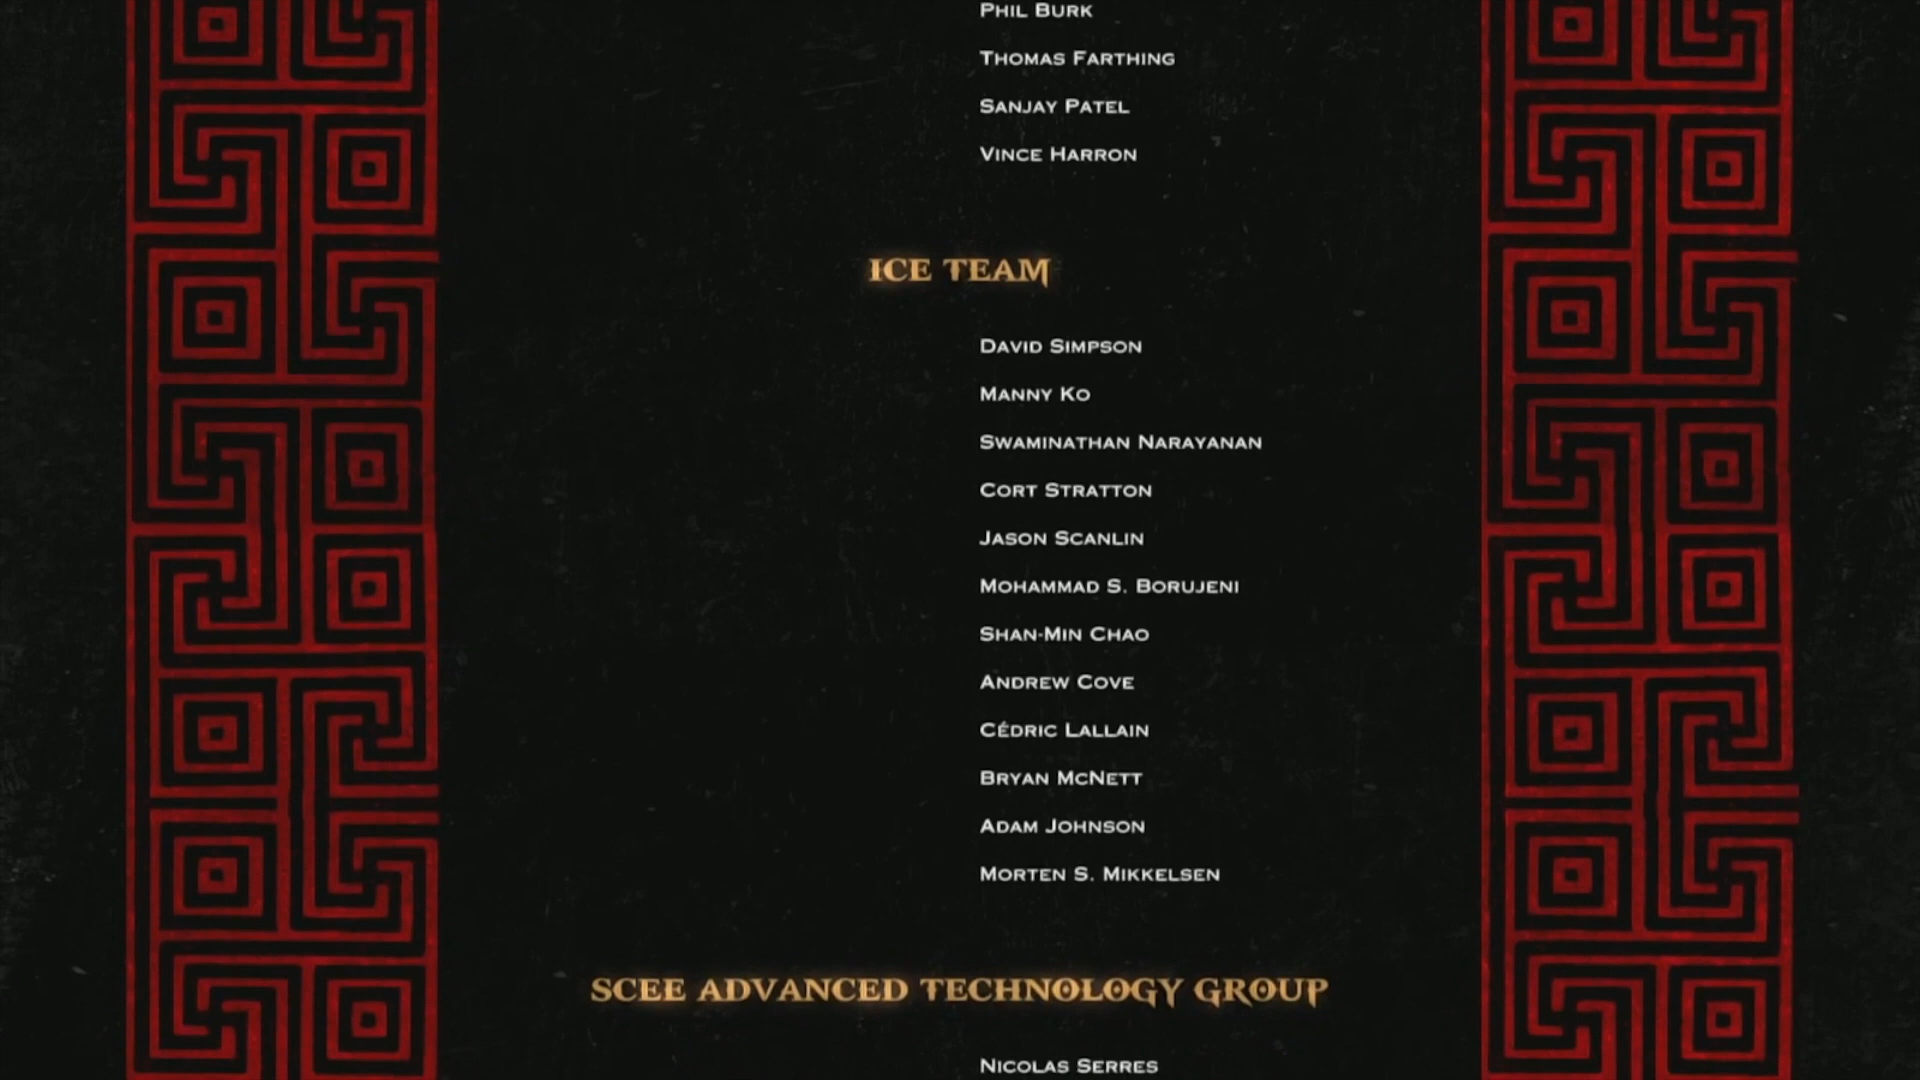 Phil Burk
Thomas Farthing
Sanjay Patel
Vince Harron
ICE TEAM
David Simpson
Manny Ko
Swaminathan Narayanan
Cort Stratton
Jason Scanlin
Mohammad S. Borujeni
Shan-Min Chao
Andrew Cove
Cédric Lallain
Bryan McNett
Adam Johnson
Morten S. Mikkelsen
SCEE ADVANCED TECHNOLOGY GROUP
Nicolas Serres